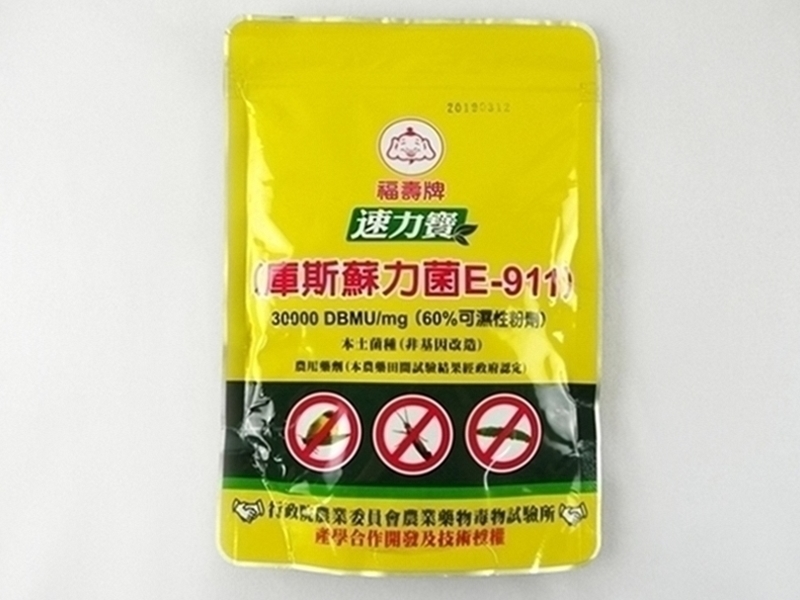 20190312
福壽牌
速力寶
(庫斯蘇力菌E-911)
30000 DBMU/mg (60%可濕性粉劑)
本土菌種(非基因改造)
農用藥劑(本農藥田間試驗結果經政府認定)
行政院農業委員會農業藥物毒物試驗所
產學合作開發及技術授權